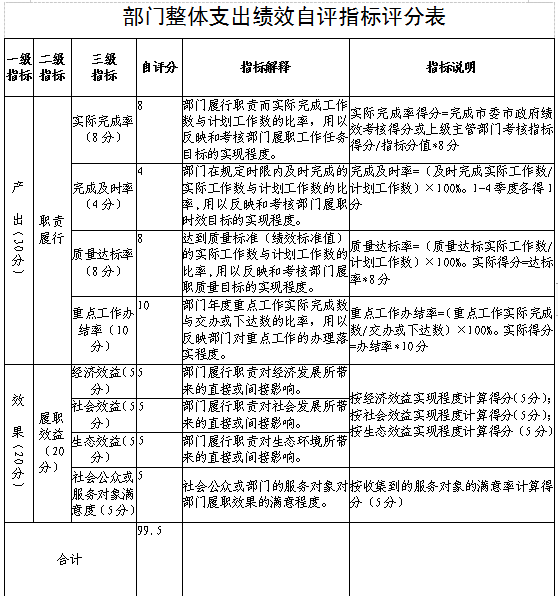 部门整体支出绩效自评指标评分表
一级指标
二级指标
三级指标
自评分
指标解释
指标说明
产出(30分)
职责履行
实际完成率
(8分)
8
部门履行职责而实际完成工作
数与计划工作数的比率，用以
反映和考核部门履职工作任务
目标的实现程度。
实际完成率得分=完成市委市政府绩
效考核得分或上级主管部门考核指标
得分/指标分值*8分
完成及时率
(4分)
4
部门在规定时限内及时完成的
实际工作数与计划工作数的比
率,用以反映和考核部门履职
时效目标的实现程度。
完成及时率=（及时完成实际工作数/
计划工作数）×100%。1-4季度各得1
分
质量达标率
(8分)
8
达到质量标准（绩效标准值）
的实际工作数与计划工作数的
比率,用以反映和考核部门履
职质量目标的实现程度。
质量达标率=（质量达标实际工作数/
计划工作数）×100%。实际得分=达标
率*8分
重点工作办
结率（10
分）
10
部门年度重点工作实际完成数
与交办或下达数的比率，用以
反映部门对重点工作的办理落
实程度。
重点工作办结率=(重点工作实际完成
数/交办或下达数）×100%。实际得分
=办结率*10分
效果(20分)
履职
效益
（20
分）
经济效益(5
分)
5
部门履行职责对经济发展所带
来的直接或间接影响。
按经济效益实现程度计算得分(5分);
按社会效益实现程度计算得分(5分);
按生态效益实现程度计算得分（5分）
社会效益(5
分)
5
部门履行职责对社会发展所带
来的直接或间接影响。
生态效益(5
分)
5
部门履行职责对生态环境所带
来的直接或间接影响。
社会公众或
服务对象满
意度（5分）
5
社会公众或部门的服务对象对
部门履职效果的满意程度。
按收集到的服务对象的满意率计算得
分（5分）
合计
99.5